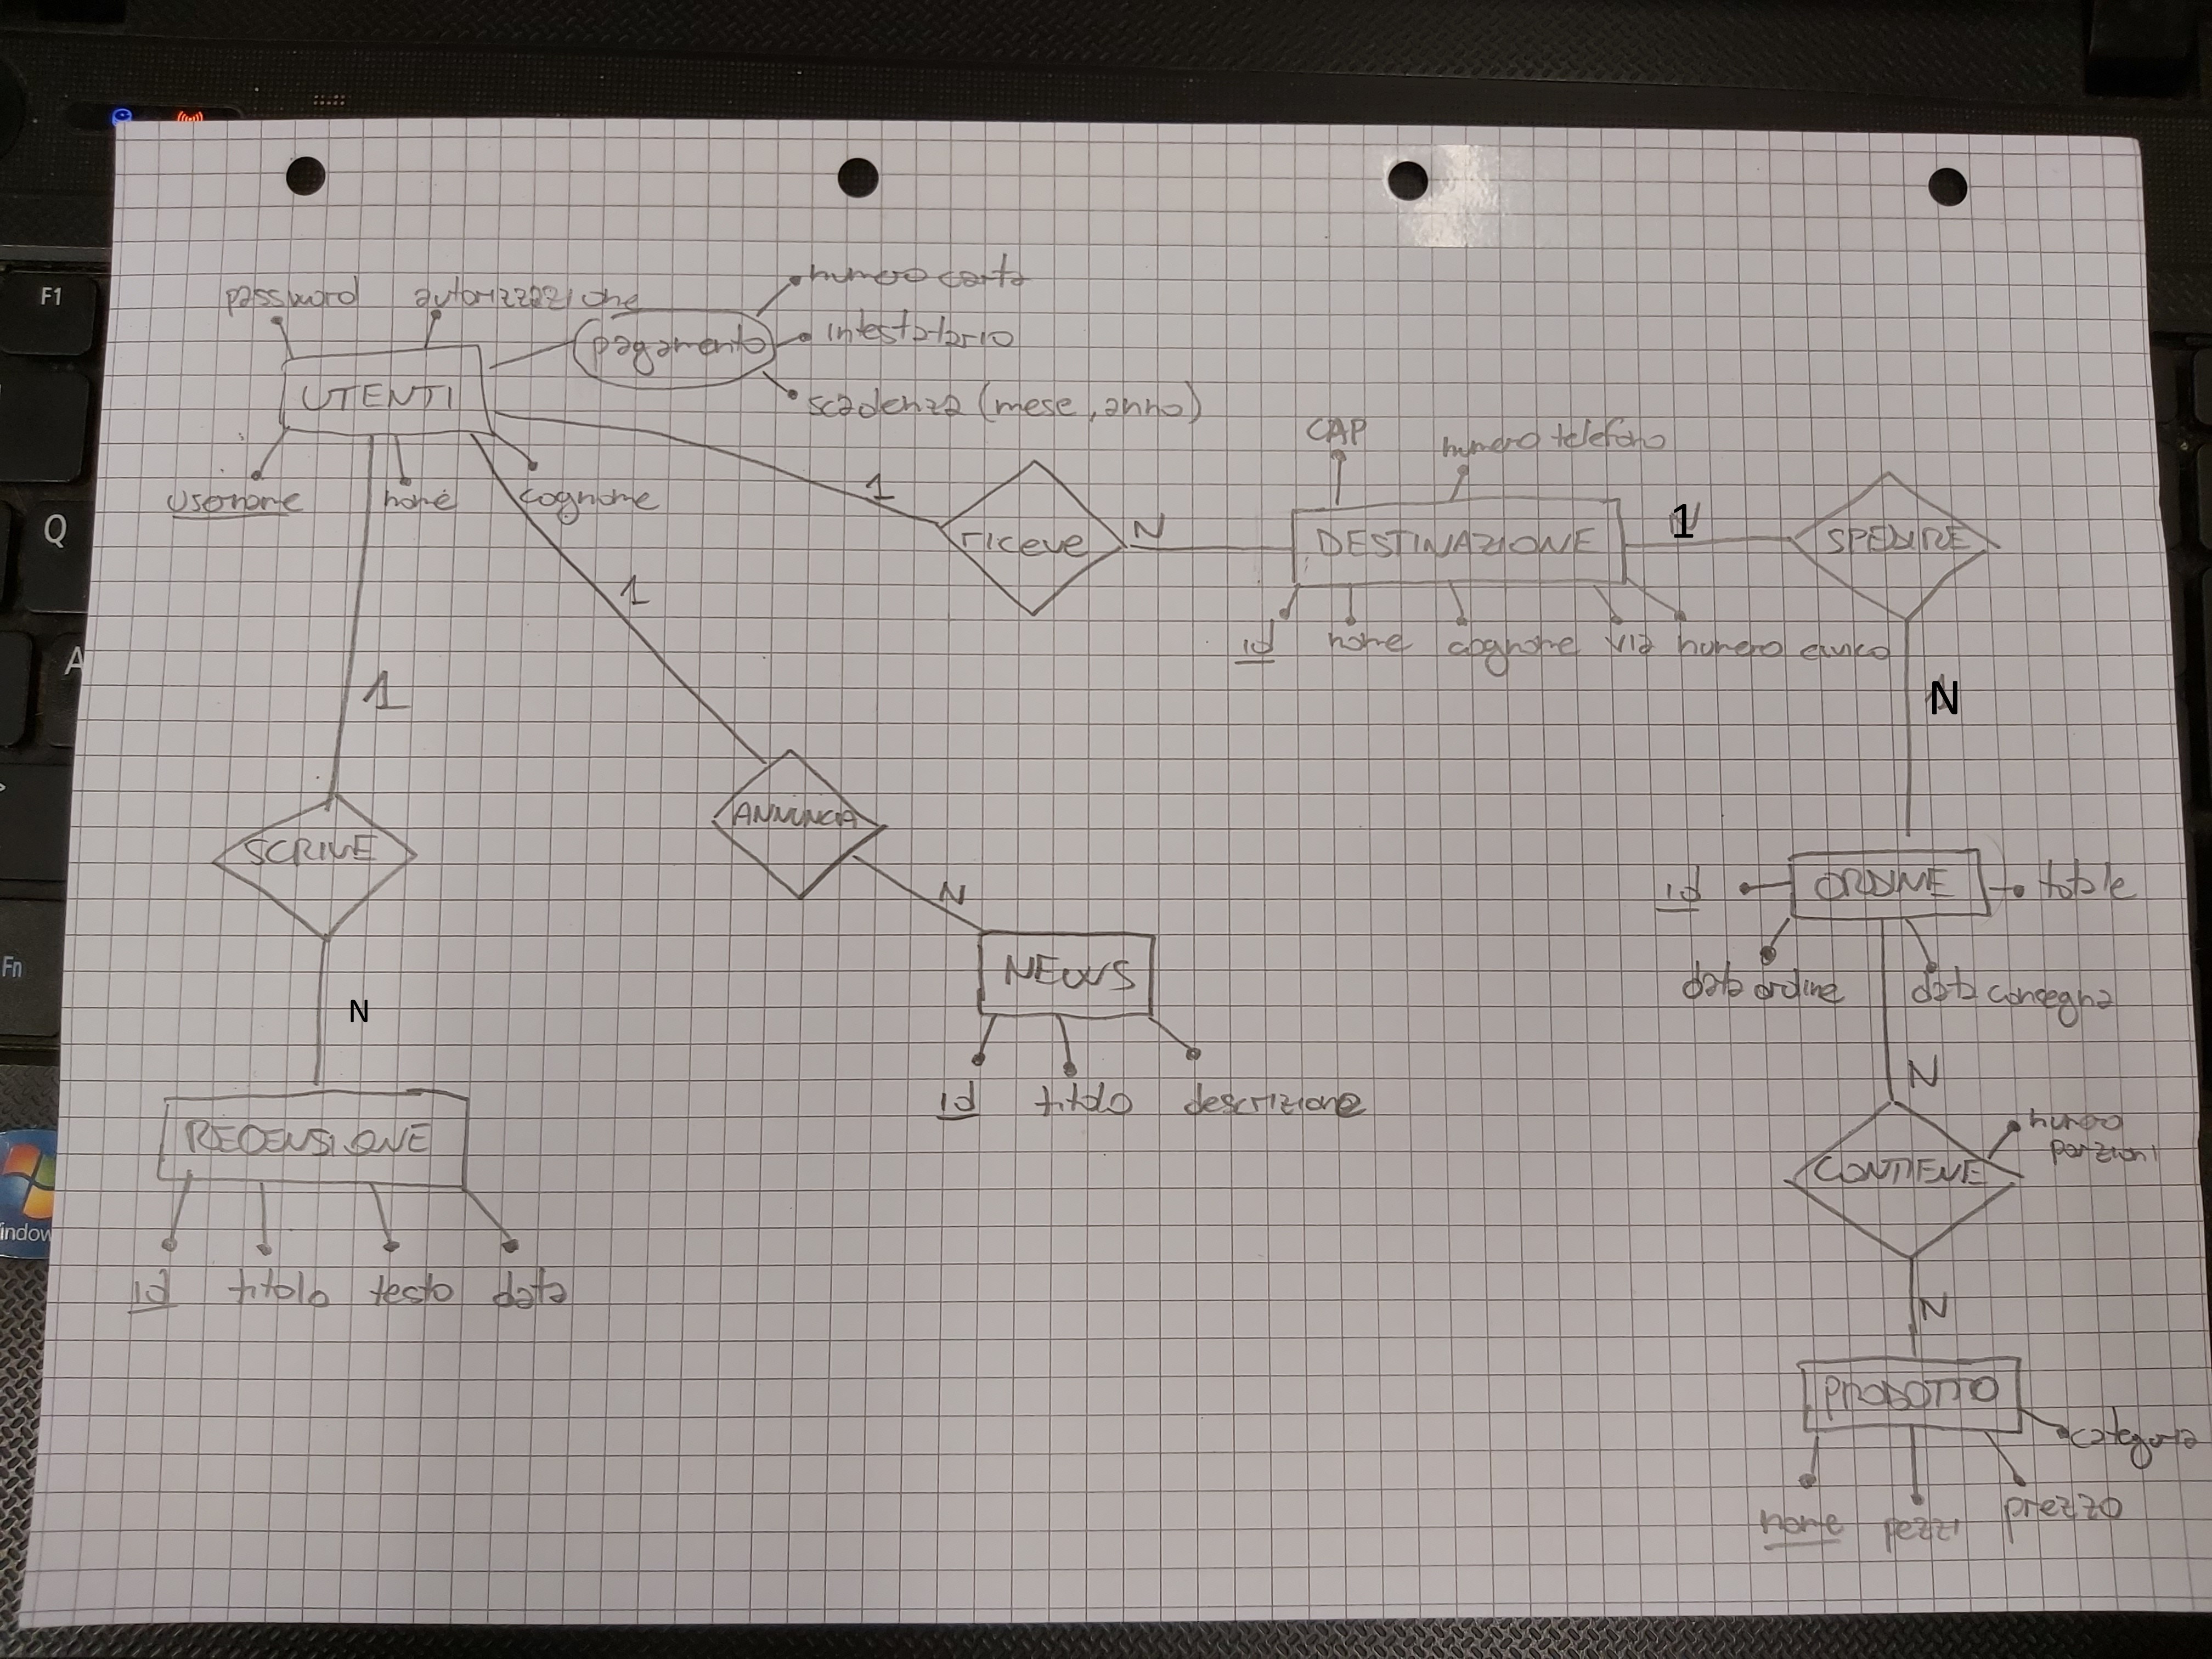 F1
Q
A
Fn
Window
password
autorizzazione
numero carta
pagamento
intestatario
scadenza (mese, anno)
UTENTI
username
nome
cognome
1
riceve
N
CAP
numero telefono
DESTINAZIONE
1
SPEDIRE
id
nome
cognome
via
numero civico
1
1
N
SCRIVE
ANNUNCIA
N
N
NEWS
id
titolo
descrizione
RECENSIONE
id
titolo
testo
data
id
ORDINE
totale
data ordine
data consegna
N
CONTIENE
numero
porzioni
N
PRODOTTO
categoria
nome
pezzi
prezzo